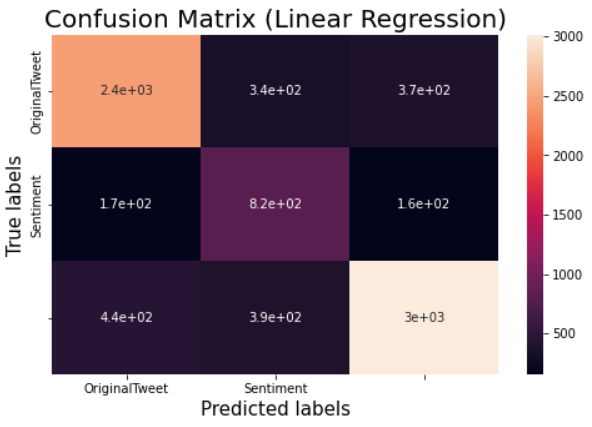 Confusion Matrix (Linear Regression)
OriginalTweet
2.4e+03 3.4e+02 3.7e+02
True labels
Sentiment
1.7e+02 8.2e+02 1.6e+02
4.4e+02 3.9e+02 3e+03
OriginalTweet Sentiment
Predicted labels
3000
2500
2000
1500
1000
500